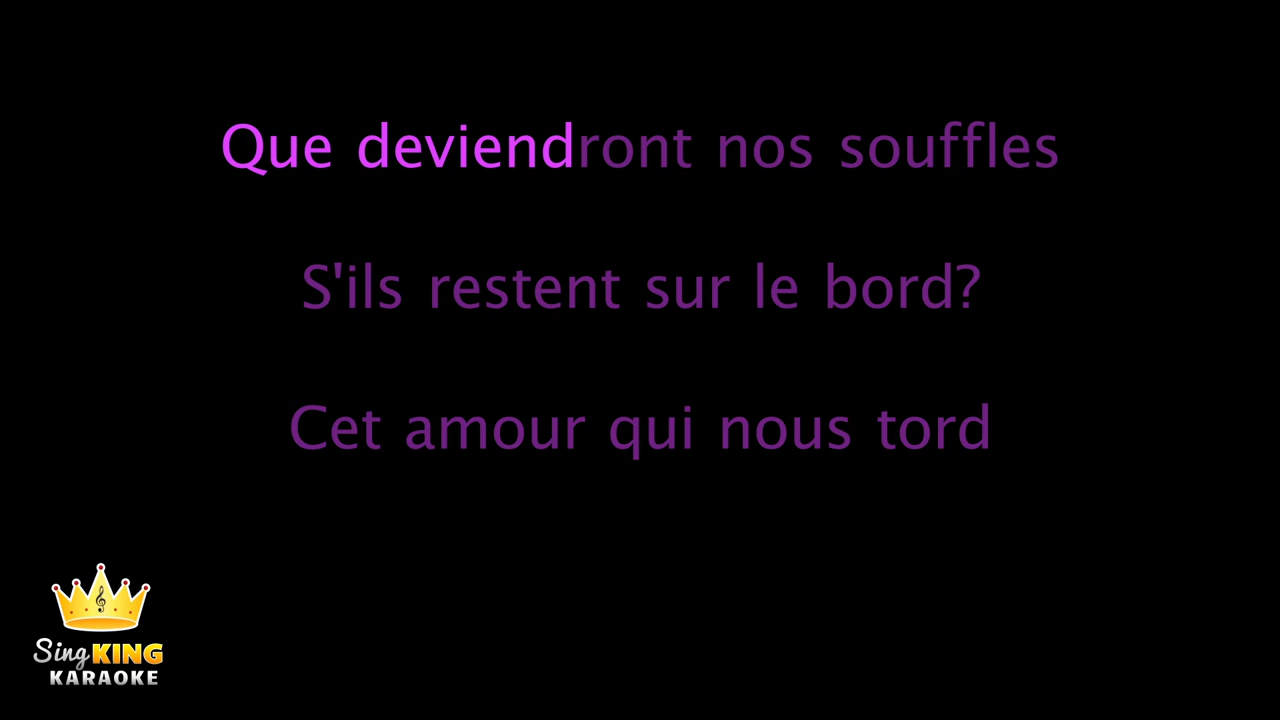 Que deviendront nos souffles
S'ils restent sur le bord?
Cet amour qui nous tord
Sing KING
KARAOKE